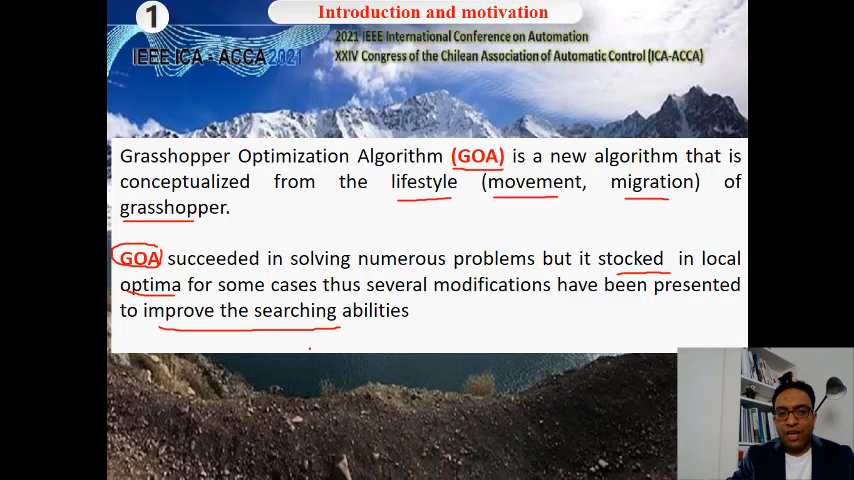 1
Introduction and motivation
IEEE ICA - ACCA 2021
2021 IEEE International Conference on Automation
XXIV Congress of the Chilean Association of Automatic Control (ICA-ACCA)
Grasshopper Optimization Algorithm (GOA) is a new algorithm that is
conceptualized from the lifestyle (movement, migration) of
grasshopper.
GOA succeeded in solving numerous problems but it stocked in local
optima for some cases thus several modifications have been presented
to improve the searching abilities